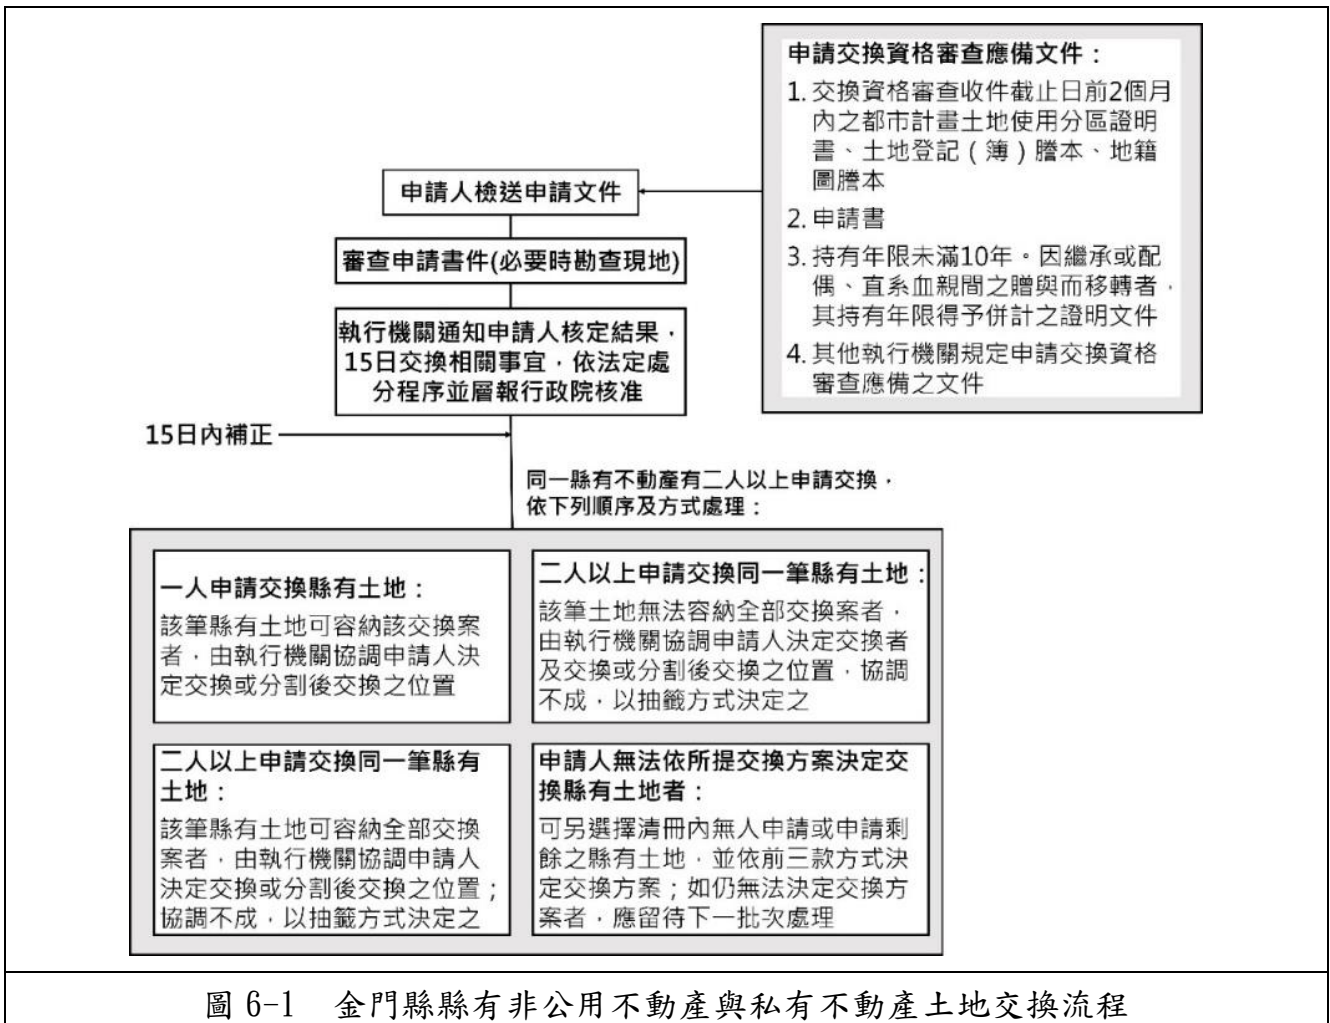 申請交換資格審查應備文件：
1. 交換資格審查收件截止日前2個月
內之都市計畫土地使用分區證明
書、土地登記（簿）謄本、地籍
圖謄本
2. 申請書
3. 持有年限未滿10年。因繼承或配
偶、直系血親間之贈與而移轉者，
其持有年限得予併計之證明文件
4. 其他執行機關規定申請交換資格
審查應備之文件
申請人檢送申請文件
審查申請書件(必要時勘查現地)
執行機關通知申請人核定結果，
15日交換相關事宜，依法定處
分程序並層報行政院核准
15日內補正
同一縣有不動產有二人以上申請交換，
依下列順序及方式處理：
一人申請交換縣有土地：
該筆縣有土地可容納該交換案
者，由執行機關協調申請人決
定交換或分割後交換之位置
二人以上申請交換同一筆縣有土地：
該筆土地無法容納全部交換案者，
由執行機關協調申請人決定交換者
及交換或分割後交換之位置，協調
不成，以抽籤方式決定之
二人以上申請交換同一筆縣有
土地：
該筆縣有土地可容納全部交換
案者，由執行機關協調申請人
決定交換或分割後交換之位置；
協調不成，以抽籤方式決定之
申請人無法依所提交換方案決定交
換縣有土地者：
可另選擇清冊內無人申請或申請剩
餘之縣有土地，並依前三款方式決
定交換方案；如仍無法決定交換方
案者，應留待下一批次處理
圖 6-1 金門縣縣有非公用不動產與私有不動產土地交換流程